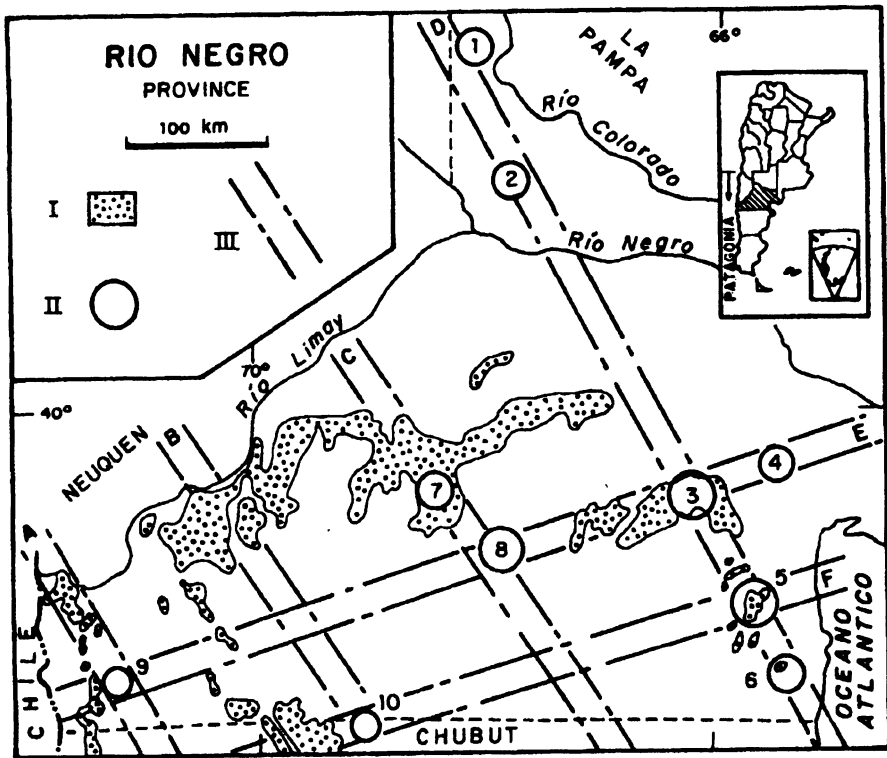 RIO NEGRO
PROVINCE
100 km
I
II
III
D
1
LA
PAMPA
66°
Río
Colorado
2
Río Negro
PATAGONIA
Río Limay
70°
C
40°
NEUQUEN
B
E
4
3
7
8
A
5
F
9
6
10
CHILE
CHUBUT
OCEANO
ATLANTICO